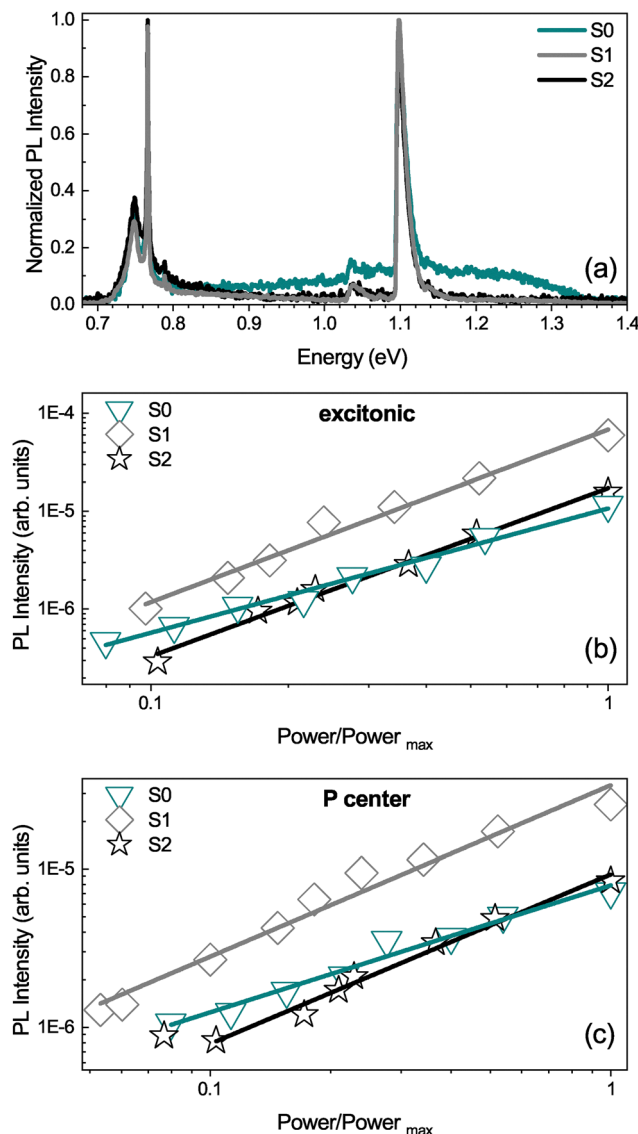 1.0
0.8
0.6
0.4
0.2
0.0
Normalized PL Intensity
S0
S1
S2
(a)
0.7 0.8 0.9 1.0 1.1 1.2 1.3 1.4
Energy (eV)
1E-4
1E-5
1E-6
PL Intensity (arb. units)
S0
S1
S2
excitonic
(b)
0.1 1
Power/Power max
1E-5
1E-6
PL Intensity (arb. units)
S0
S1
S2
P center
(c)
0.1 1
Power/Power max